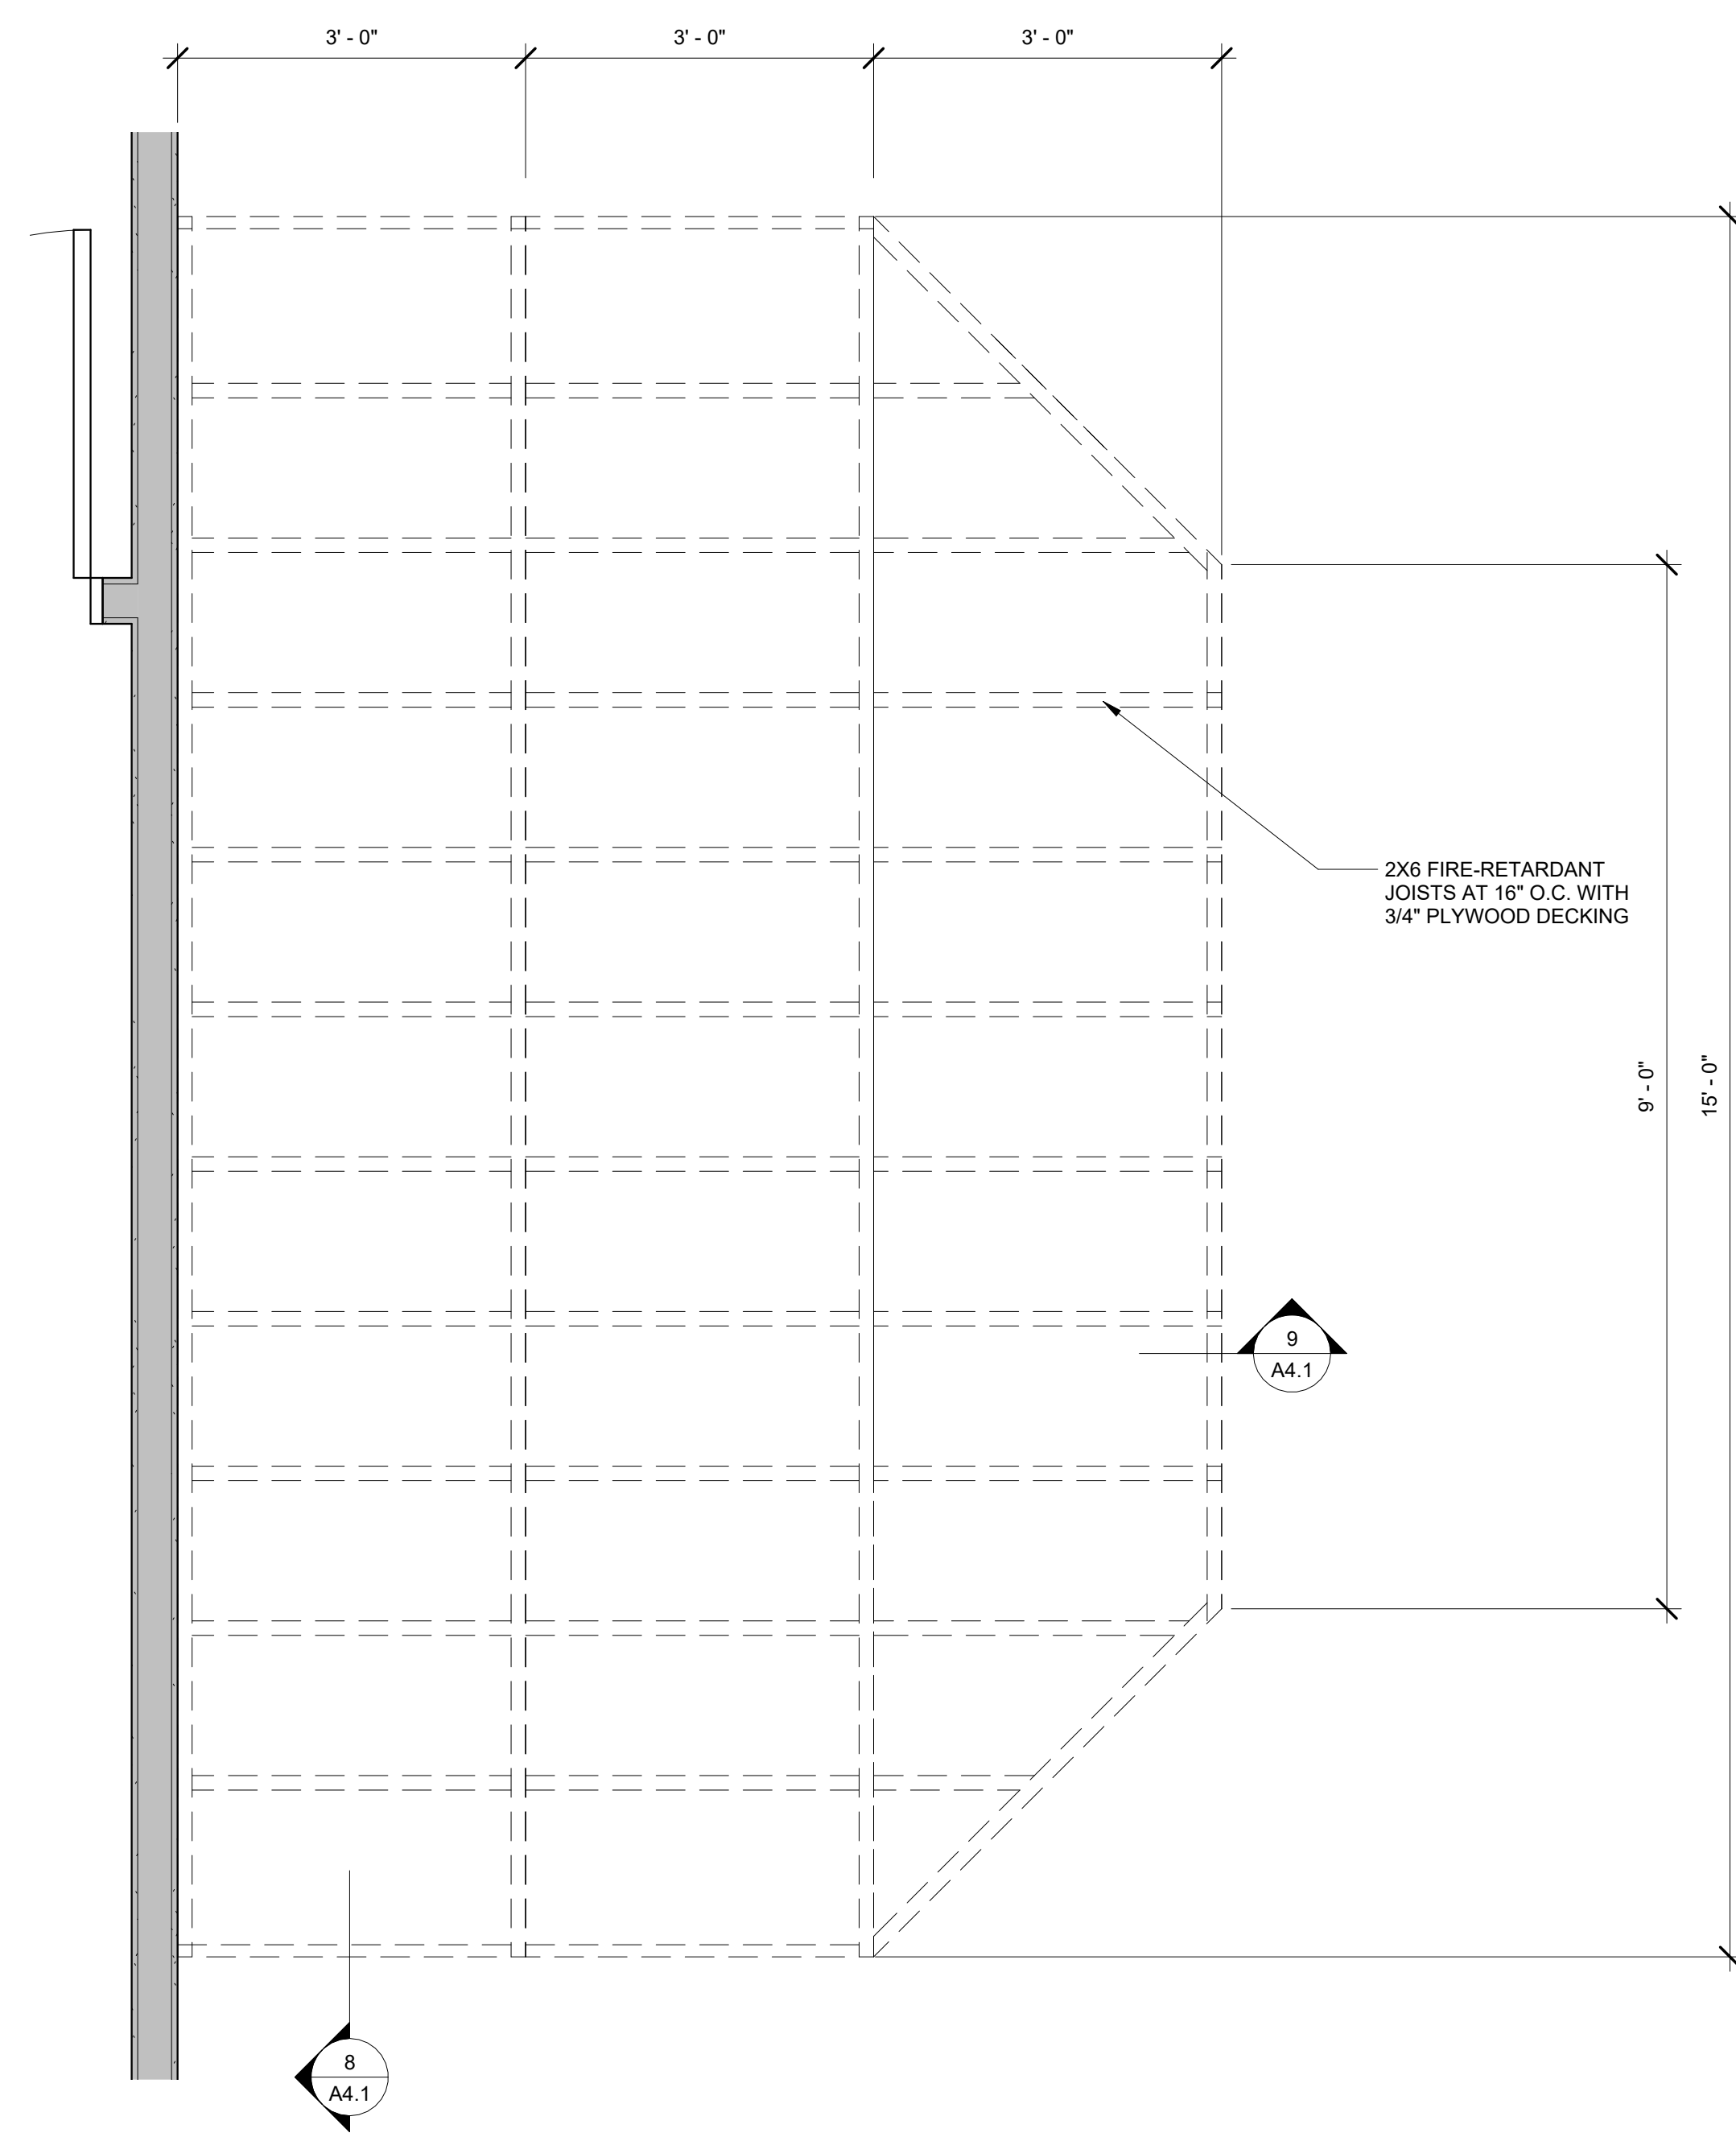 3' - 0"
3' - 0"
3' - 0"
2X6 FIRE-RETARDANT
JOISTS AT 16" O.C. WITH
3/4" PLYWOOD DECKING
9' - 0"
15' - 0"
9
A4.1
8
A4.1